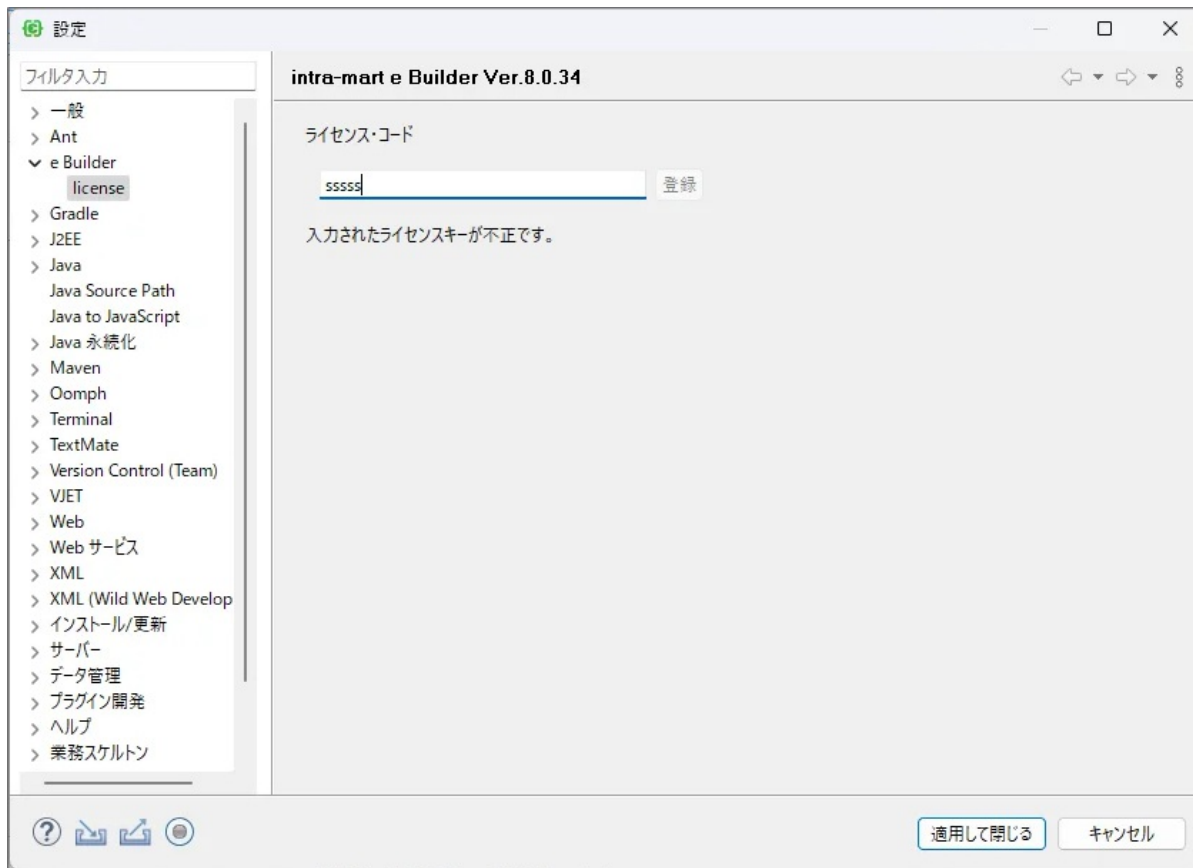 設定
フィルタ入力
intra-mart e Builder Ver.8.0.34
一般
Ant
e Builder
license
Gradle
J2EE
Java
Java Source Path
Java to JavaScript
Java 永続化
Maven
Oomph
Terminal
TextMate
Version Control (Team)
VJET
Web
Web サービス
XML
XML (Wild Web Develop
インストール/更新
サーバー
データ管理
プラグイン開発
ヘルプ
業務スケルトン
ライセンス・コード
sssss
登録
入力されたライセンスキーが不正です。
適用して閉じる
キャンセル